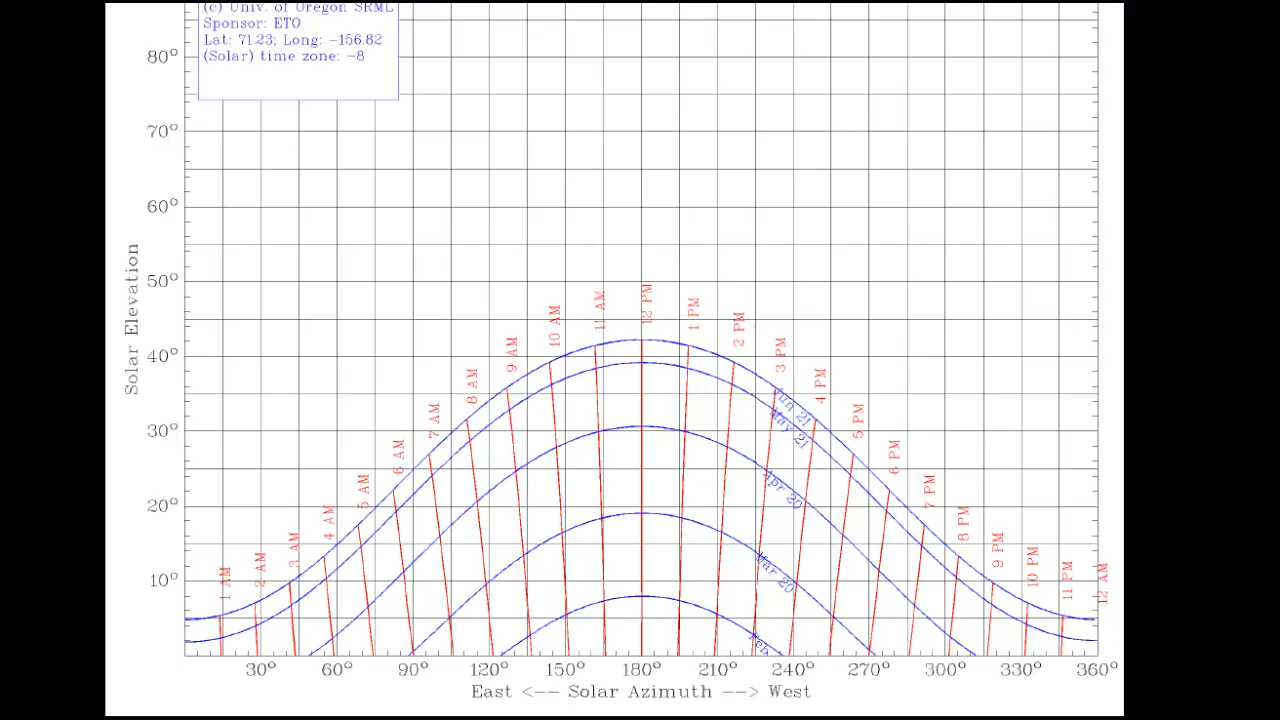 (c) Univ. of Oregon SRML
Sponsor: ETO
Lat: 71.23; Long: -156.82
(Solar) time zone: -8
80°
70°
60°
50°
40°
30°
20°
10°
Solar Elevation
1 AM
2 AM
3 AM
4 AM
5 AM
6 AM
7 AM
8 AM
9 AM
10 AM
11 AM
12 PM
1 PM
2 PM
3 PM
4 PM
5 PM
6 PM
7 PM
8 PM
9 PM
10 PM
11 PM
12 AM
Jun 21
May 21
Apr 20
Mar 20
Feb
30° 60° 90° 120° 150° 180° 210° 240° 270° 300° 330° 360°
East <-- Solar Azimuth --> West